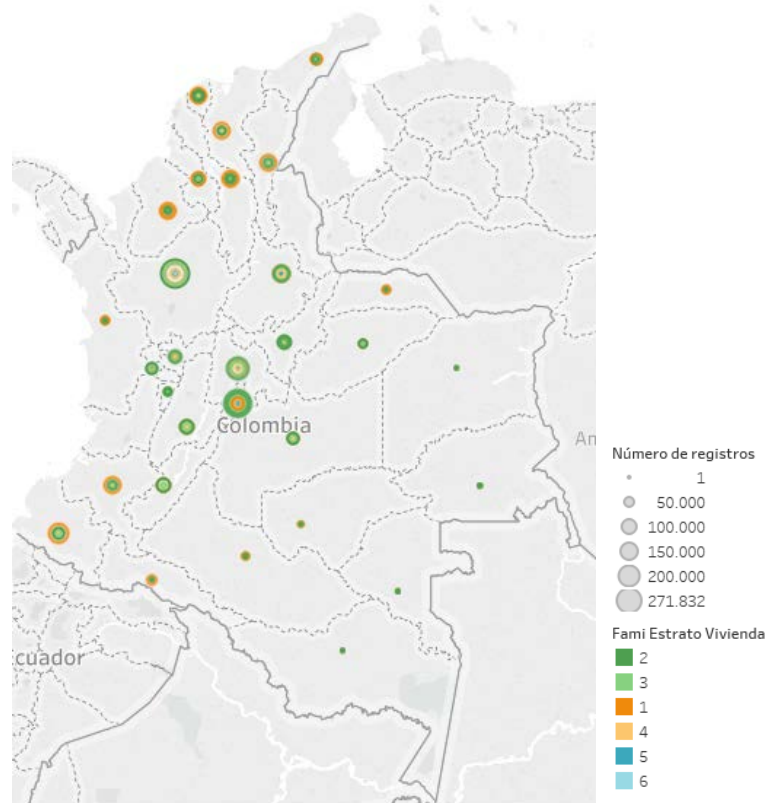 Colombia
An
Número de registros
1
50.000
100.000
150.000
200.000
271.832
Fami Estrato Vivienda
2
3
1
4
5
6
cuador